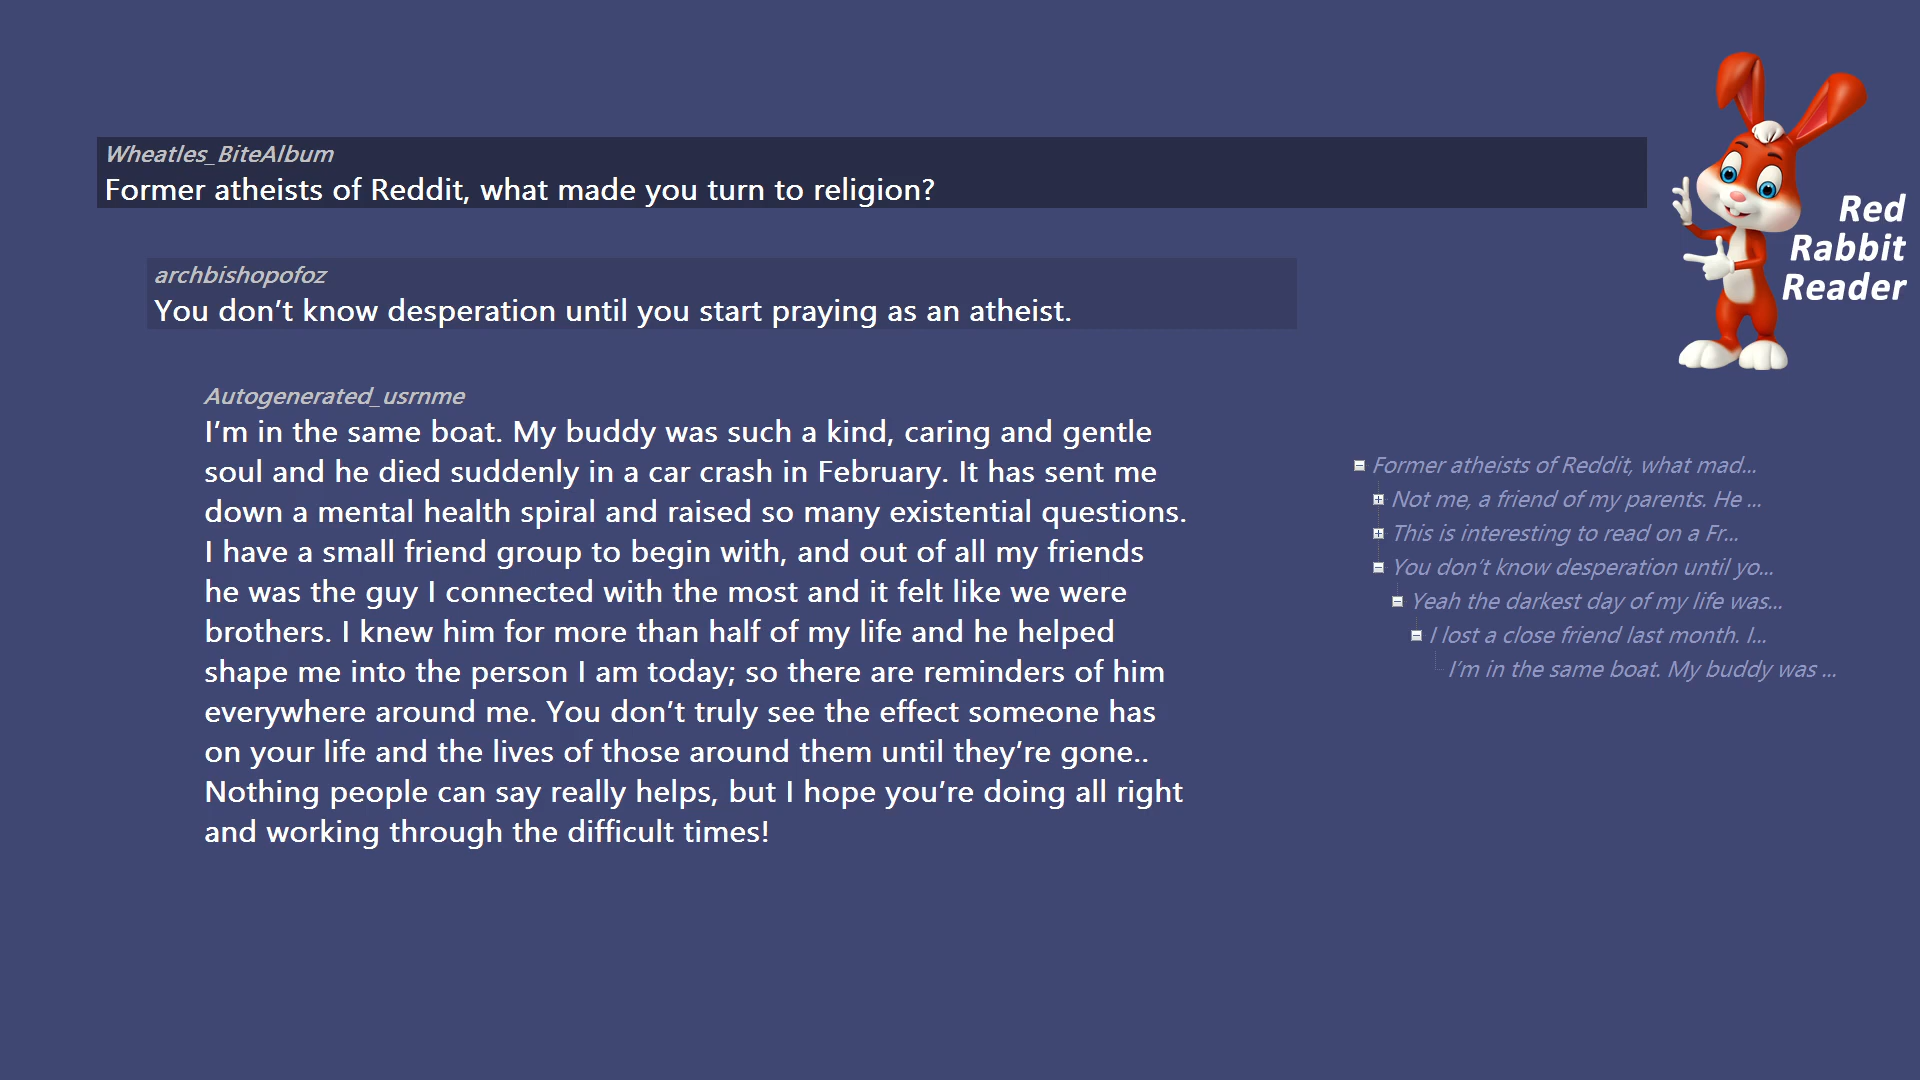 Wheatles_BiteAlbum
Former atheists of Reddit, what made you turn to religion?
archbishopofoz
You don’t know desperation until you start praying as an atheist.
Autogenerated_usrnme
I’m in the same boat. My buddy was such a kind, caring and gentle
soul and he died suddenly in a car crash in February. It has sent me
down a mental health spiral and raised so many existential questions.
I have a small friend group to begin with, and out of all my friends
he was the guy I connected with the most and it felt like we were
brothers. I knew him for more than half of my life and he helped
shape me into the person I am today; so there are reminders of him
everywhere around me. You don’t truly see the effect someone has
on your life and the lives of those around them until they’re gone..
Nothing people can say really helps, but I hope you’re doing all right
and working through the difficult times!
Red
Rabbit
Reader
Former atheists of Reddit, what mad...
Not me, a friend of my parents. He ...
This is interesting to read on a Fr...
You don’t know desperation until yo...
Yeah the darkest day of my life was...
I lost a close friend last month. I...
I’m in the same boat. My buddy was ...